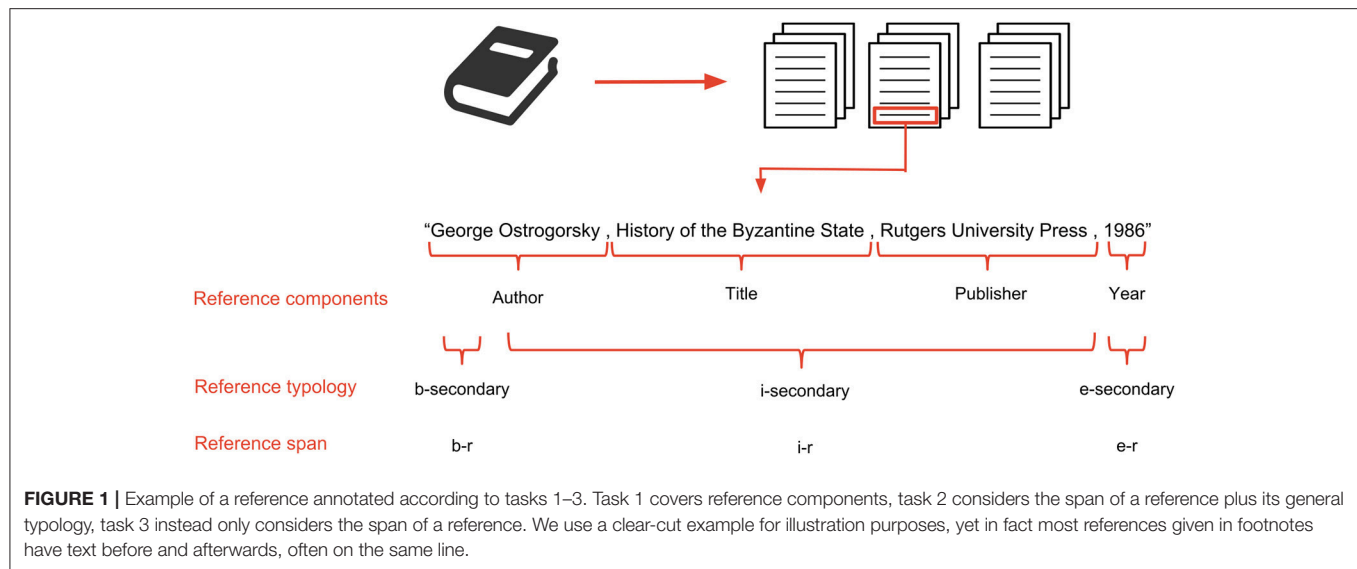 “George Ostrogorsky , History of the Byzantine State , Rutgers University Press , 1986”
Reference components Author Title Publisher Year
Reference typology b-secondary i-secondary e-secondary
Reference span b-r i-r e-r
FIGURE 1 | Example of a reference annotated according to tasks 1–3. Task 1 covers reference components, task 2 considers the span of a reference plus its general
typology, task 3 instead only considers the span of a reference. We use a clear-cut example for illustration purposes, yet in fact most references given in footnotes
have text before and afterwards, often on the same line.